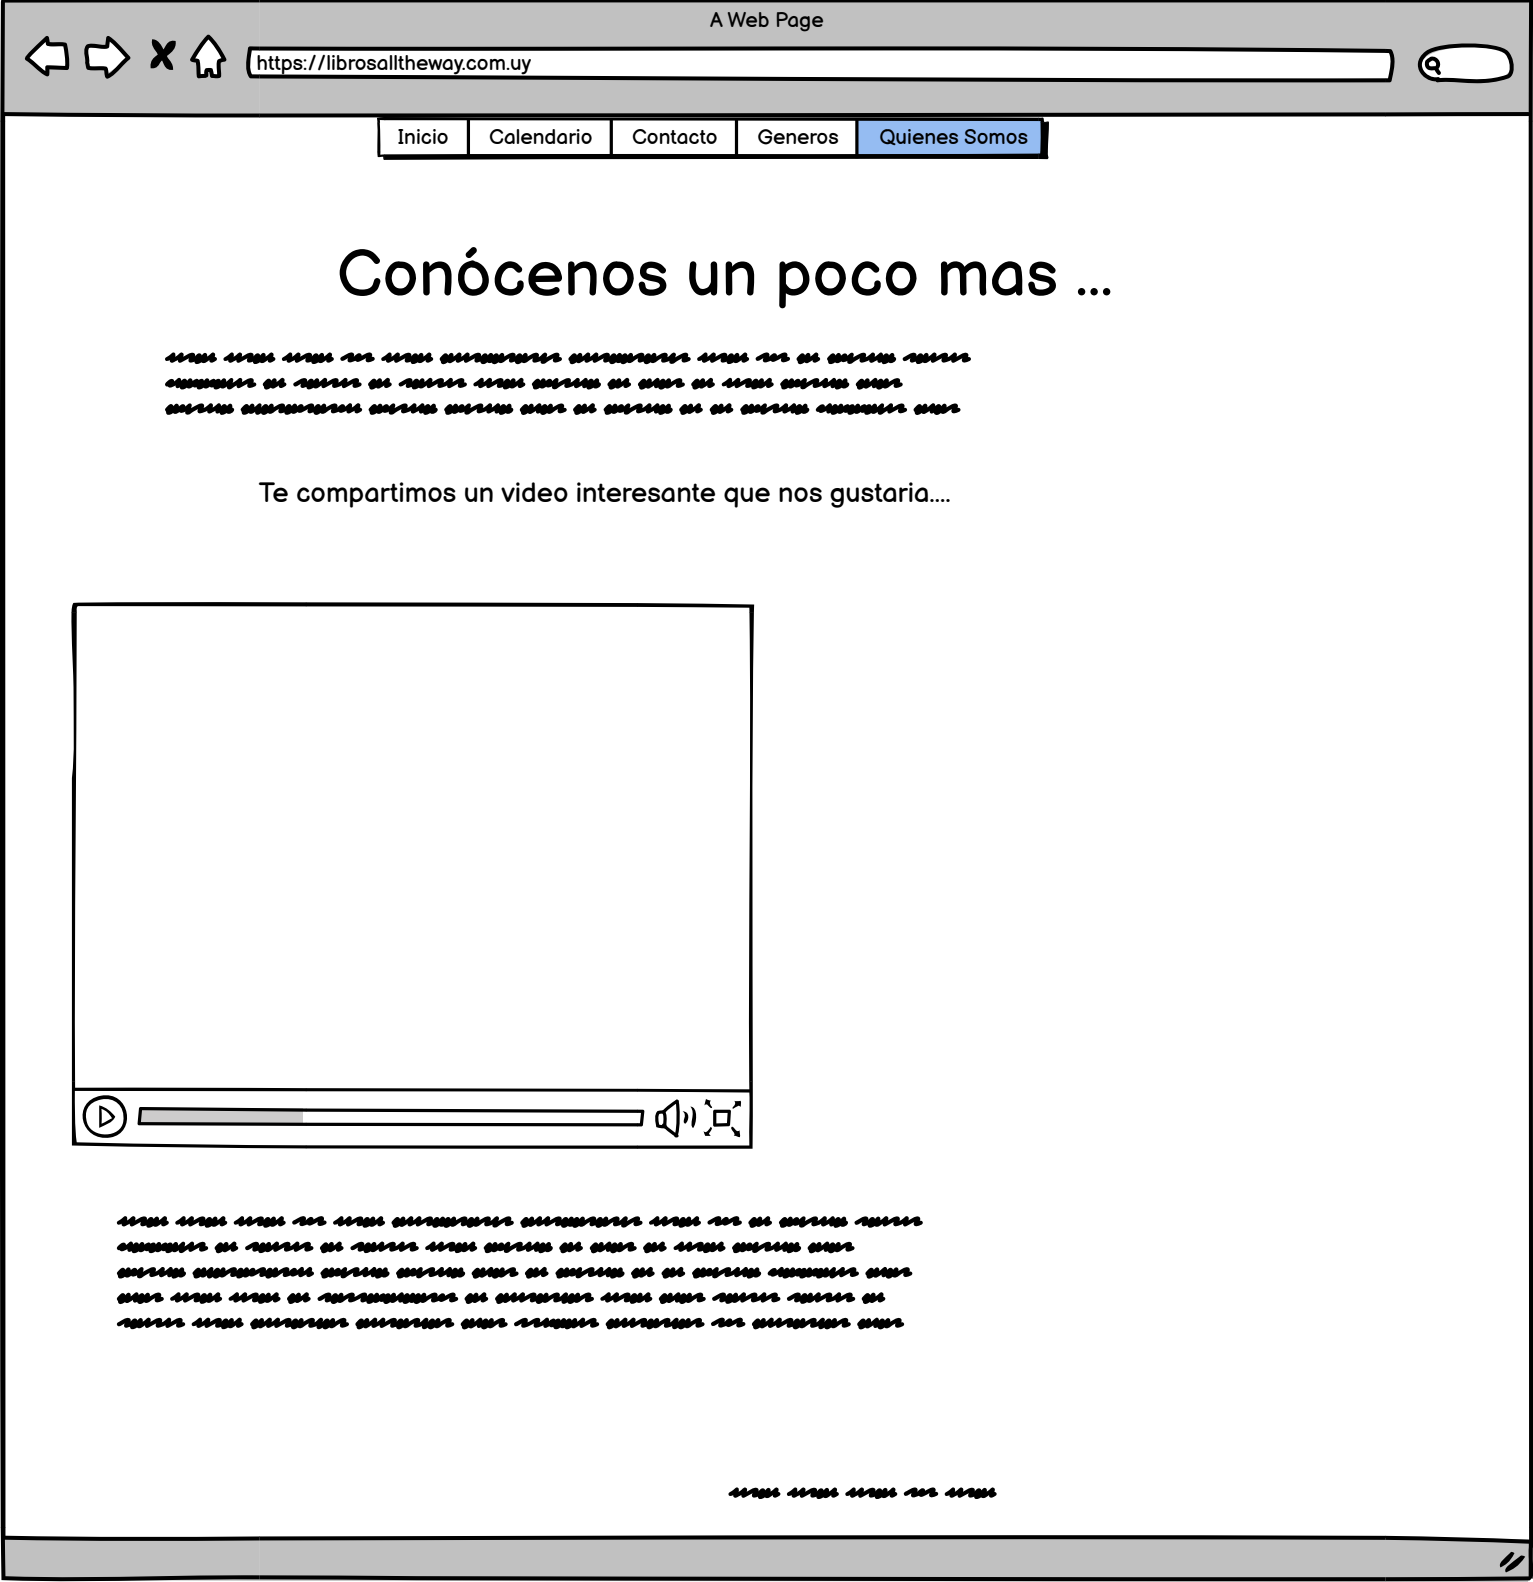 A Web Page
https://librosalltheway.com.uy
Inicio Calendario Contacto Generos Quienes Somos
Conócenos un poco mas ...
Te compartimos un video interesante que nos gustaria....